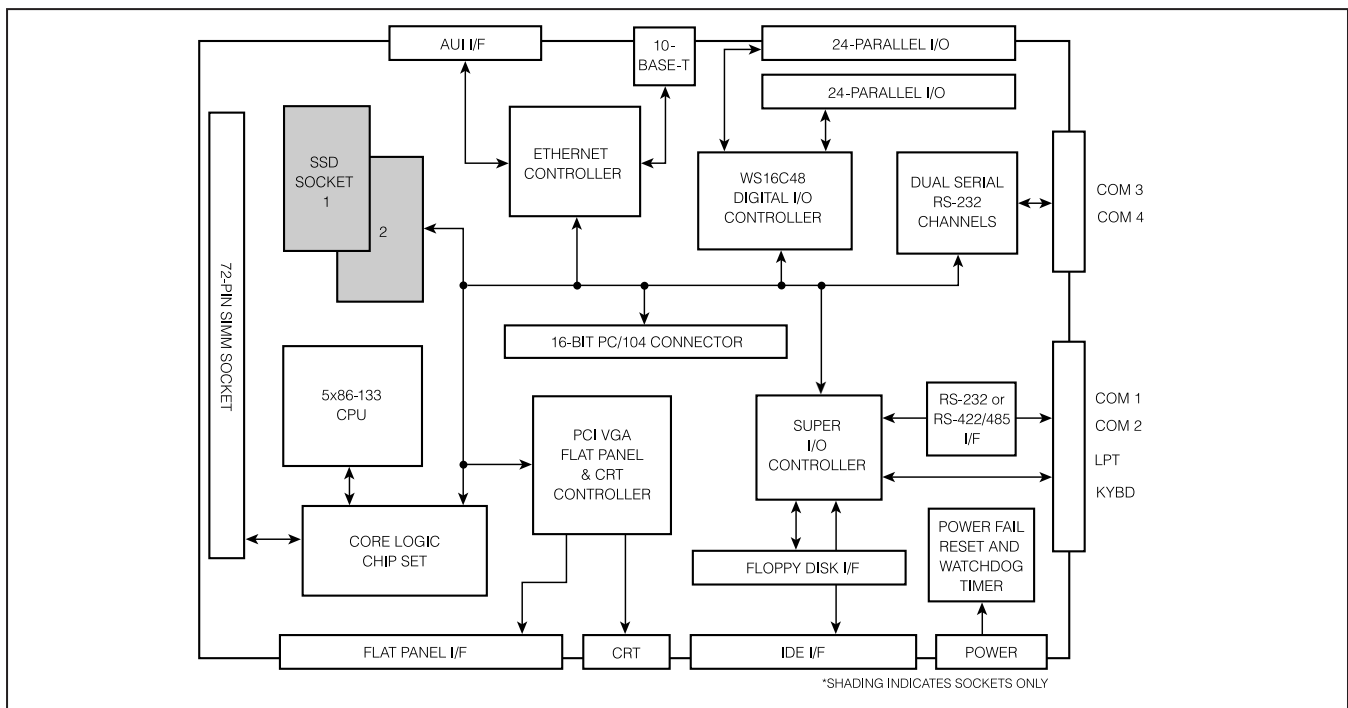 AUI I/F
10-
BASE-T
24-PARALLEL I/O
24-PARALLEL I/O
SSD
SOCKET
1
2
ETHERNET
CONTROLLER
WS16C48
DIGITAL I/O
CONTROLLER
DUAL SERIAL
RS-232
CHANNELS
COM 3
COM 4
72-PIN SIMM SOCKET
16-BIT PC/104 CONNECTOR
5x86-133
CPU
PCI VGA
FLAT PANEL
& CRT
CONTROLLER
SUPER
I/O
CONTROLLER
RS-232 or
RS-422/485
I/F
COM 1
COM 2
LPT
KYBD
CORE LOGIC
CHIP SET
FLOPPY DISK I/F
POWER FAIL
RESET AND
WATCHDOG
TIMER
FLAT PANEL I/F
CRT
IDE I/F
POWER
*SHADING INDICATES SOCKETS ONLY